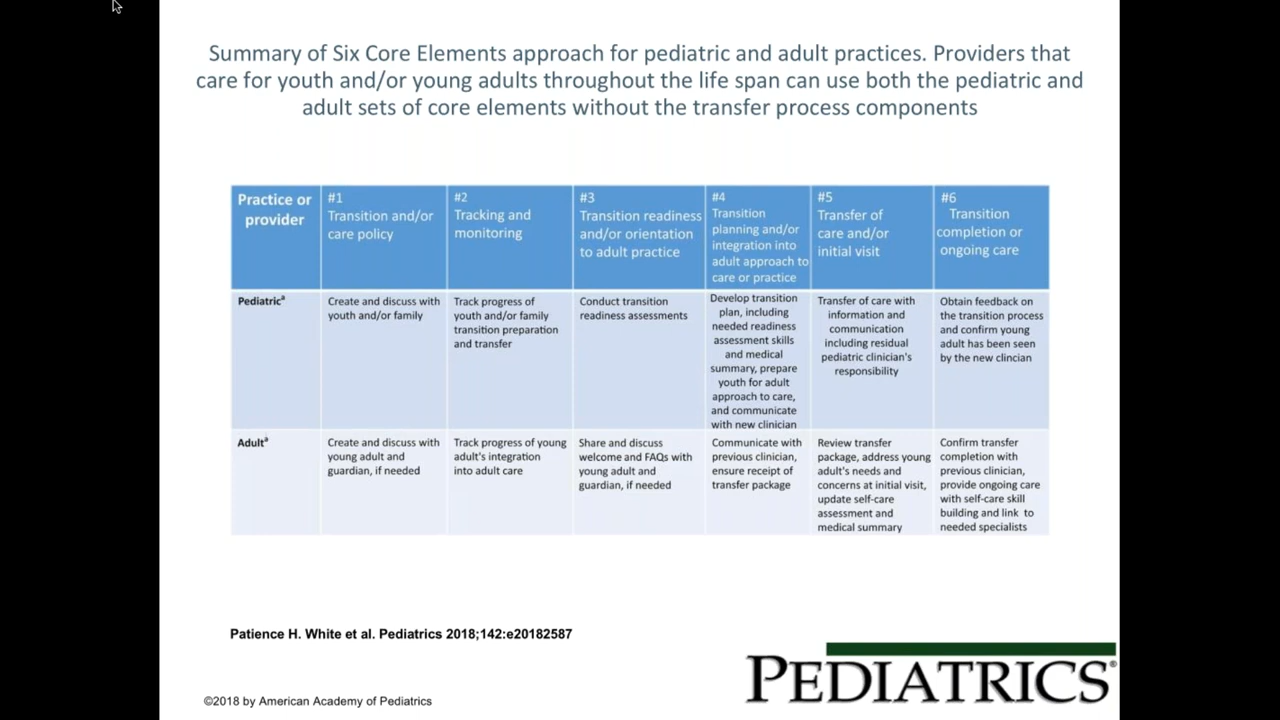 Summary of Six Core Elements approach for pediatric and adult practices. Providers that
care for youth and/or young adults throughout the life span can use both the pediatric and
adult sets of core elements without the transfer process components
Practice or
provider
#1
Transition and/or
care policy
#2
Tracking and
monitoring
#3
Transition readiness
and/or orientation
to adult practice
#4
Transition
planning and/or
integration into
adult approach to
care or practice
#5
Transfer of
care and/or
initial visit
#6
Transition
completion or
ongoing care
Pediatricᵃ
Create and discuss with
youth and/or family
Track progress of
youth and/or family
transition preparation
and transfer
Conduct transition
readiness assessments
Develop transition
plan, including
needed readiness
assessment skills
and medical
summary, prepare
youth for adult
approach to care,
and communicate
with new clinician
Transfer of care with
information and
communication
including residual
pediatric clinician's
responsibility
Obtain feedback on
the transition process
and confirm young
adult has been seen
by the new clincian
Adultᵃ
Create and discuss with
young adult and
guardian, if needed
Track progress of young
adult's integration
into adult care
Share and discuss
welcome and FAQs with
young adult and
guardian, if needed
Communicate with
previous clinician,
ensure receipt of
transfer package
Review transfer
package, address young
adult's needs and
concerns at initial visit,
update self-care
assessment and
medical summary
Confirm transfer
completion with
previous clinician,
provide ongoing care
with self-care skill
building and link to
needed specialists
Patience H. White et al. Pediatrics 2018;142:e20182587
PEDIATRICS®
©2018 by American Academy of Pediatrics